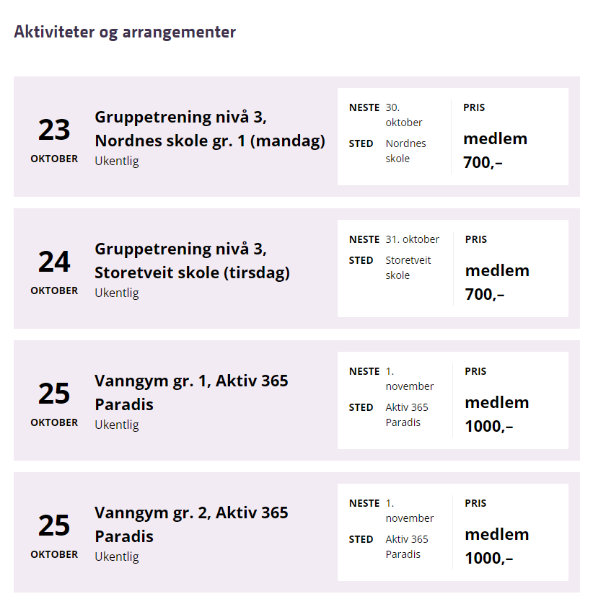 Aktiviteter og arrangementer
23
OKTOBER
Gruppetrening nivå 3,
Nordnes skole gr. 1 (mandag)
Ukentlig
NESTE 30.
oktober
STED Nordnes
skole
PRIS
medlem
700,–
24
OKTOBER
Gruppetrening nivå 3,
Storetveit skole (tirsdag)
Ukentlig
NESTE 31. oktober
STED Storetveit
skole
PRIS
medlem
700,–
25
OKTOBER
Vanngym gr. 1, Aktiv 365
Paradis
Ukentlig
NESTE 1.
november
STED Aktiv 365
Paradis
PRIS
medlem
1000,–
25
OKTOBER
Vanngym gr. 2, Aktiv 365
Paradis
Ukentlig
NESTE 1.
november
STED Aktiv 365
Paradis
PRIS
medlem
1000,–